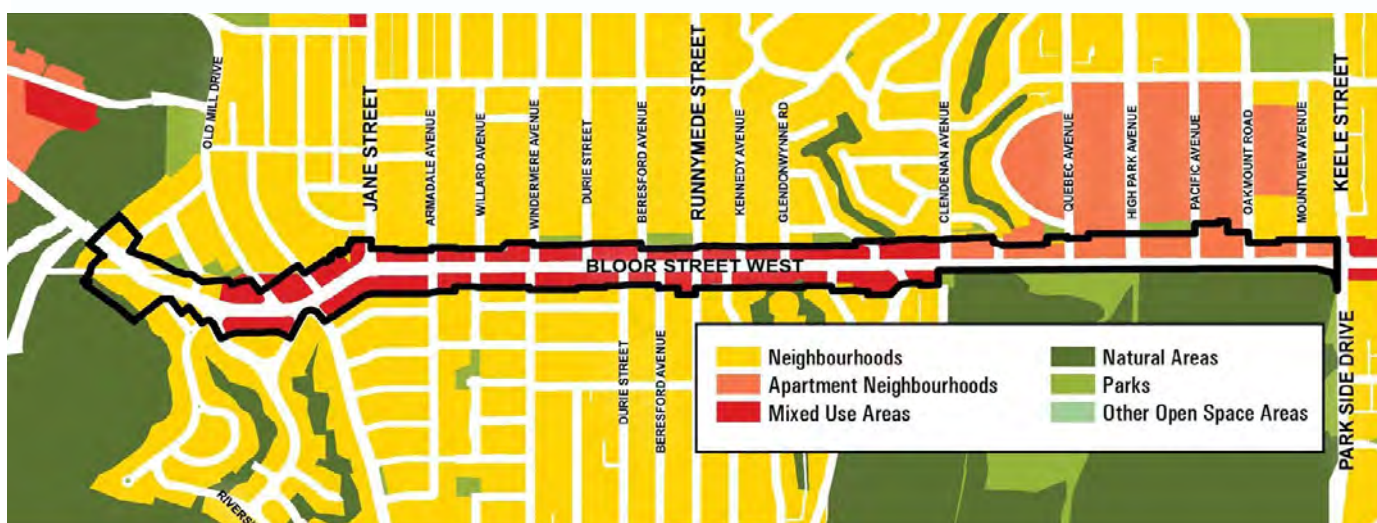 OLD MILL DRIVE
JANE STREET
ARMADALE AVENUE
WILLARD AVENUE
WINDERMERE AVENUE
DURIE STREET
BERESFORD AVENUE
RUNNYMEDE STREET
KENNEDY AVENUE
GLENDONWYNNE RD
CLENDENAN AVENUE
QUEBEC AVENUE
HIGH PARK AVENUE
PACIFIC AVENUE
OAKMOUNT ROAD
MOUNTVIEW AVENUE
KEELE STREET
BLOOR STREET WEST
DURIE STREET
BERESFORD AVENUE
PARK SIDE DRIVE
Neighbourhoods
Apartment Neighbourhoods
Mixed Use Areas
Natural Areas
Parks
Other Open Space Areas